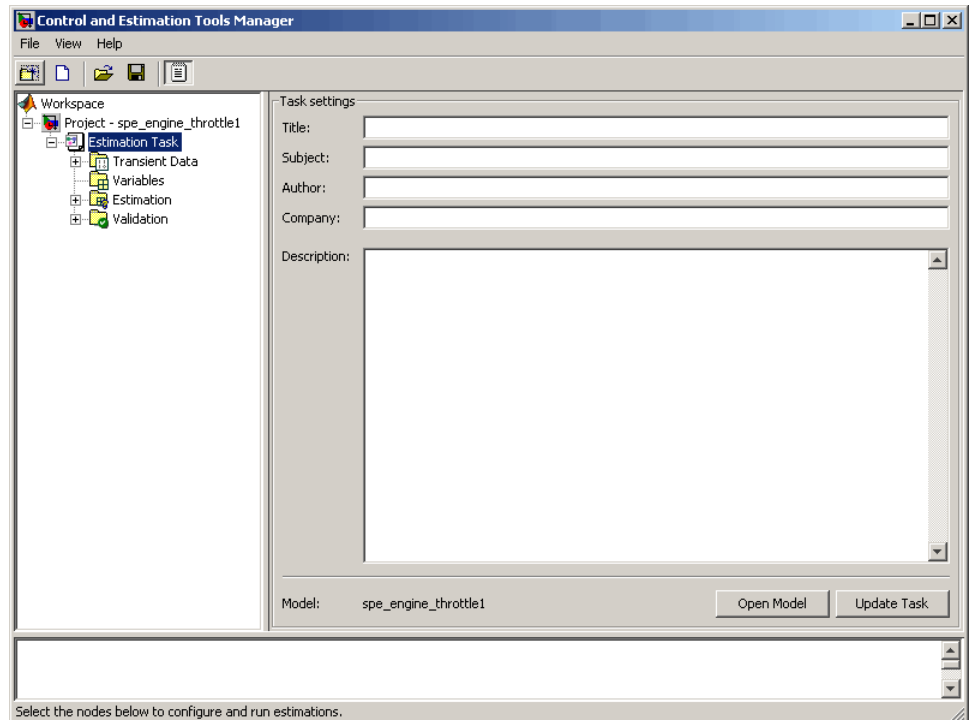 Control and Estimation Tools Manager
File View Help
Workspace
Project - spe_engine_throttle1
Estimation Task
Transient Data
Variables
Estimation
Validation
Task settings
Title:
Subject:
Author:
Company:
Description:
Model: spe_engine_throttle1 Open Model Update Task
Select the nodes below to configure and run estimations.